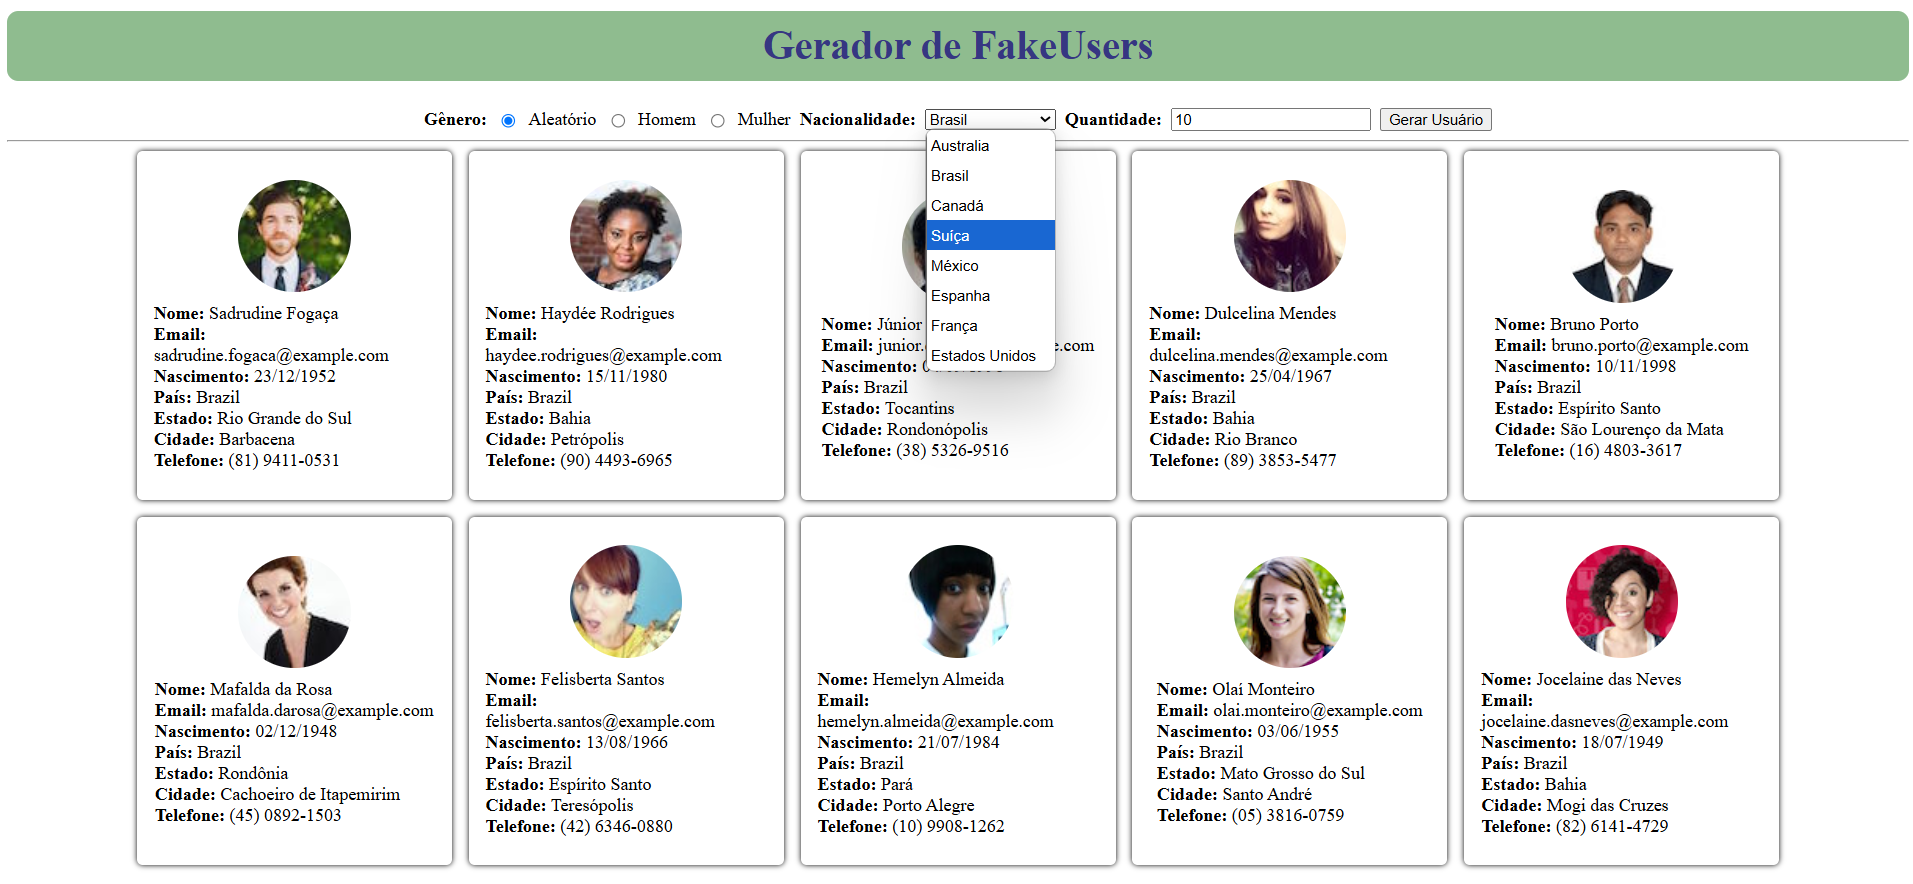 Gerador de FakeUsers
Gênero: Aleatório Homem Mulher Nacionalidade: Brasil Quantidade: 10 Gerar Usuário
Australia
Brasil
Canadá
Suíça
México
Espanha
França
Estados Unidos
Nome: Sadrudine Fogaça
Email:
sadrudine.fogaca@example.com
Nascimento: 23/12/1952
País: Brazil
Estado: Rio Grande do Sul
Cidade: Barbacena
Telefone: (81) 9411-0531
Nome: Haydée Rodrigues
Email:
haydee.rodrigues@example.com
Nascimento: 15/11/1980
País: Brazil
Estado: Bahia
Cidade: Petrópolis
Telefone: (90) 4493-6965
Nome: Júnior
Email: junior. e.com
Nascimento:
País: Brazil
Estado: Tocantins
Cidade: Rondonópolis
Telefone: (38) 5326-9516
Nome: Dulcelina Mendes
Email:
dulcelina.mendes@example.com
Nascimento: 25/04/1967
País: Brazil
Estado: Bahia
Cidade: Rio Branco
Telefone: (89) 3853-5477
Nome: Bruno Porto
Email: bruno.porto@example.com
Nascimento: 10/11/1998
País: Brazil
Estado: Espírito Santo
Cidade: São Lourenço da Mata
Telefone: (16) 4803-3617
Nome: Mafalda da Rosa
Email: mafalda.darosa@example.com
Nascimento: 02/12/1948
País: Brazil
Estado: Rondônia
Cidade: Cachoeiro de Itapemirim
Telefone: (45) 0892-1503
Nome: Felisberta Santos
Email:
felisberta.santos@example.com
Nascimento: 13/08/1966
País: Brazil
Estado: Espírito Santo
Cidade: Teresópolis
Telefone: (42) 6346-0880
Nome: Hemelyn Almeida
Email:
hemelyn.almeida@example.com
Nascimento: 21/07/1984
País: Brazil
Estado: Pará
Cidade: Porto Alegre
Telefone: (10) 9908-1262
Nome: Olaí Monteiro
Email: olai.monteiro@example.com
Nascimento: 03/06/1955
País: Brazil
Estado: Mato Grosso do Sul
Cidade: Santo André
Telefone: (05) 3816-0759
Nome: Jocelaine das Neves
Email:
jocelaine.dasneves@example.com
Nascimento: 18/07/1949
País: Brazil
Estado: Bahia
Cidade: Mogi das Cruzes
Telefone: (82) 6141-4729